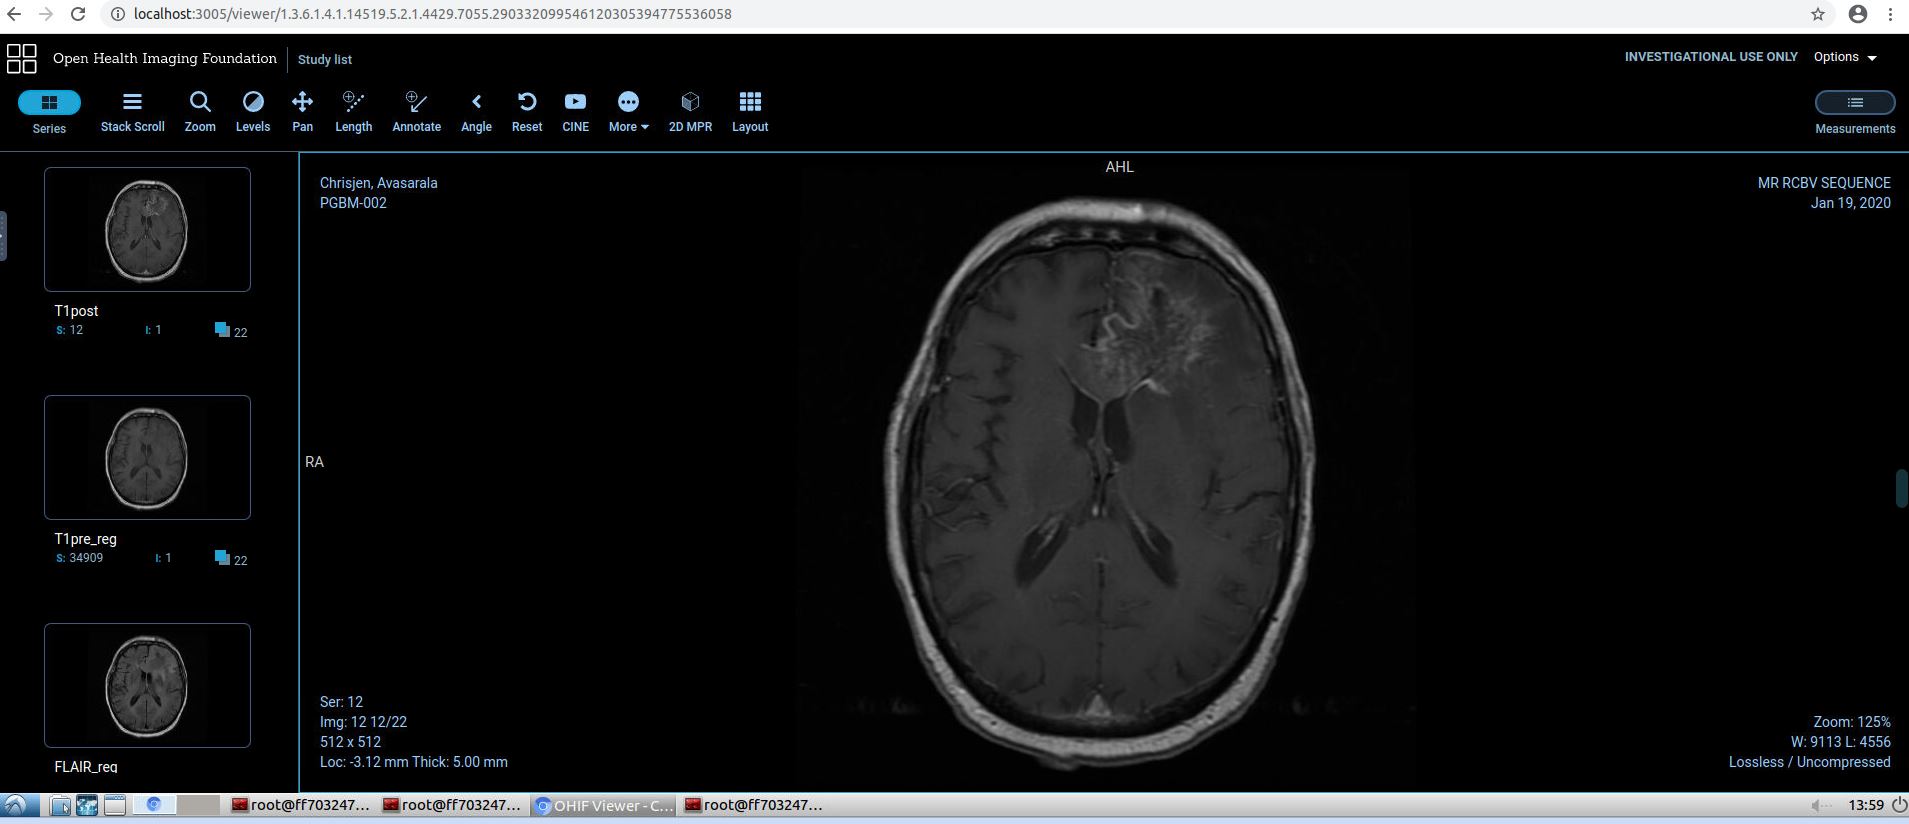 localhost:3005/viewer/1.3.6.1.4.1.14519.5.2.1.4429.7055.290332099546120305394775536058
Open Health Imaging Foundation Study list INVESTIGATIONAL USE ONLY Options
Series Stack Scroll Zoom Levels Pan Length Annotate Angle Reset CINE More 2D MPR Layout Measurements
T1post
S: 12 I: 1 22
T1pre_reg
S: 34909 I: 1 22
FLAIR_reg
AHL
Chrisjen, Avasarala
PGBM-002
MR RCBV SEQUENCE
Jan 19, 2020
RA
Ser: 12
Img: 12 12/22
512 x 512
Loc: -3.12 mm Thick: 5.00 mm
Zoom: 125%
W: 9113 L: 4556
Lossless / Uncompressed
root@ff703247... root@ff703247... OHIF Viewer - C... root@ff703247... 13:59